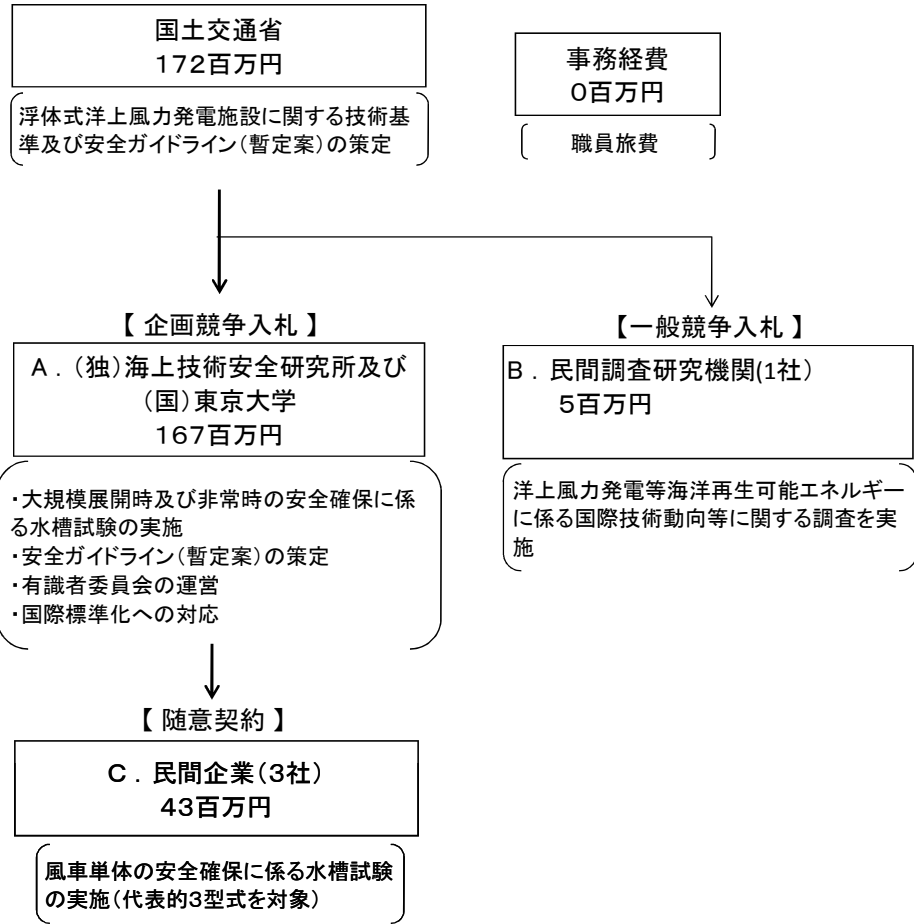 国土交通省
172百万円
事務経費
0百万円
浮体式洋上風力発電施設に関する技術基
準及び安全ガイドライン（暫定案）の策定
職員旅費
【 企画競争入札 】
【一般競争入札 】
A．（独）海上技術安全研究所及び
（国）東京大学
167百万円
B．民間調査研究機関(1社）
5百万円
・大規模展開時及び非常時の安全確保に係
る水槽試験の実施
・安全ガイドライン（暫定案）の策定
・有識者委員会の運営
・国際標準化への対応
洋上風力発電等海洋再生可能エネルギー
に係る国際技術動向等に関する調査を実
施
【 随意契約 】
C．民間企業（3社）
43百万円
風車単体の安全確保に係る水槽試験
の実施（代表的3型式を対象）